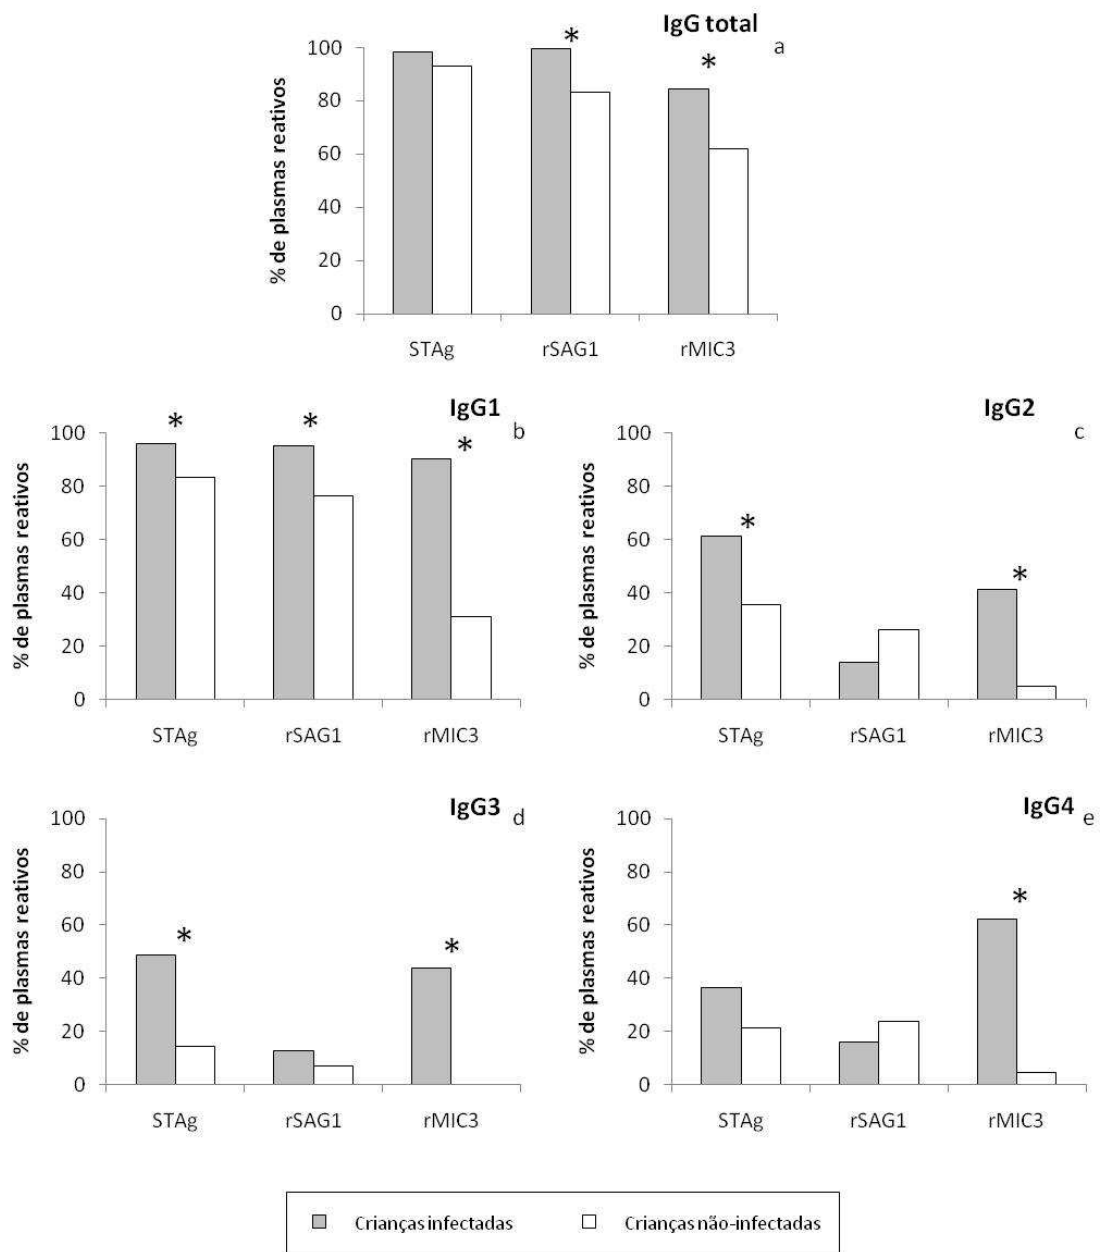 IgG total
a
*
*
% de plasmas reativos
100
80
60
40
20
0
STAg rSAG1 rMIC3
IgG1
b
* * *
% de plasmas reativos
100
80
60
40
20
0
STAg rSAG1 rMIC3
IgG2
c
*
*
% de plasmas reativos
100
80
60
40
20
0
STAg rSAG1 rMIC3
IgG3
d
* *
% de plasmas reativos
100
80
60
40
20
0
STAg rSAG1 rMIC3
IgG4
e
*
% de plasmas reativos
100
80
60
40
20
0
STAg rSAG1 rMIC3
Crianças infectadas Crianças não-infectadas